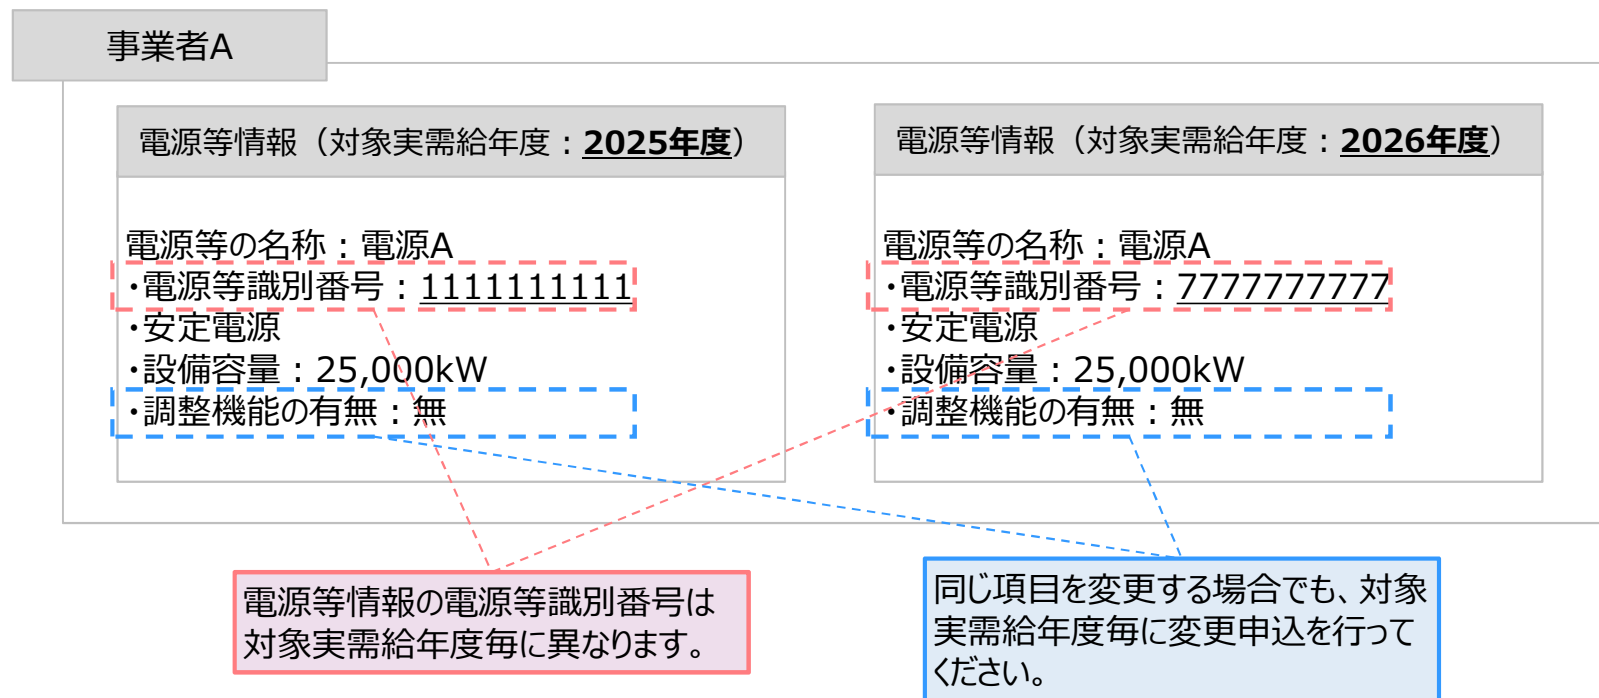 事業者A
電源等情報（対象実需給年度：2025年度）
電源等の名称：電源A
・電源等識別番号：1111111111
・安定電源
・設備容量：25,000kW
・調整機能の有無：無
電源等情報（対象実需給年度：2026年度）
電源等の名称：電源A
・電源等識別番号：7777777777
・安定電源
・設備容量：25,000kW
・調整機能の有無：無
電源等情報の電源等識別番号は
対象実需給年度毎に異なります。
同じ項目を変更する場合でも、対象
実需給年度毎に変更申込を行って
ください。